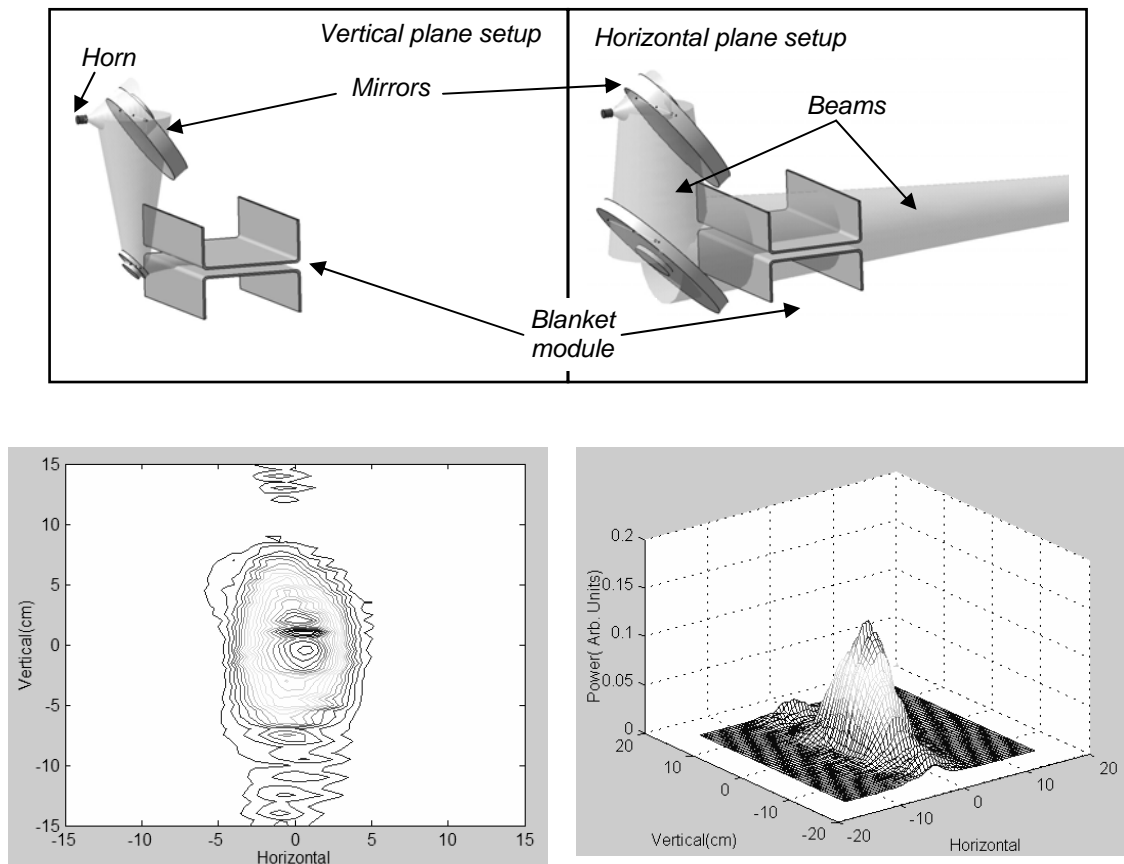 Vertical plane setup
Horizontal plane setup
Horn
Mirrors
Beams
Blanket
module
15
10
5
0
-5
-10
-15
Vertical(cm)
-15
-10
-5
0
5
10
15
Horizontal
0.2
0.15
0.1
0.05
0
Power( Arb. Units)
20
10
0
-10
-20
Vertical(cm)
-20
-10
0
10
20
Horizontal